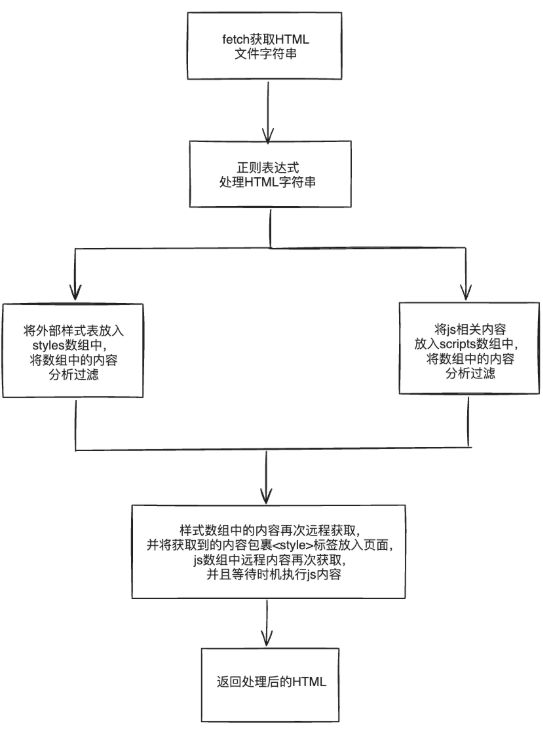 fetch获取HTML
文件字符串
正则表达式
处理HTML字符串
将外部样式表放入
styles数组中，
将数组中的内容
分析过滤
将js相关内容
放入scripts数组中，
将数组中的内容
分析过滤
样式数组中的内容再次远程获取，
并将获取到的内容包裹<style>标签放入页面，
js数组中远程内容再次获取，
并且等待时机执行js内容
返回处理后的HTML